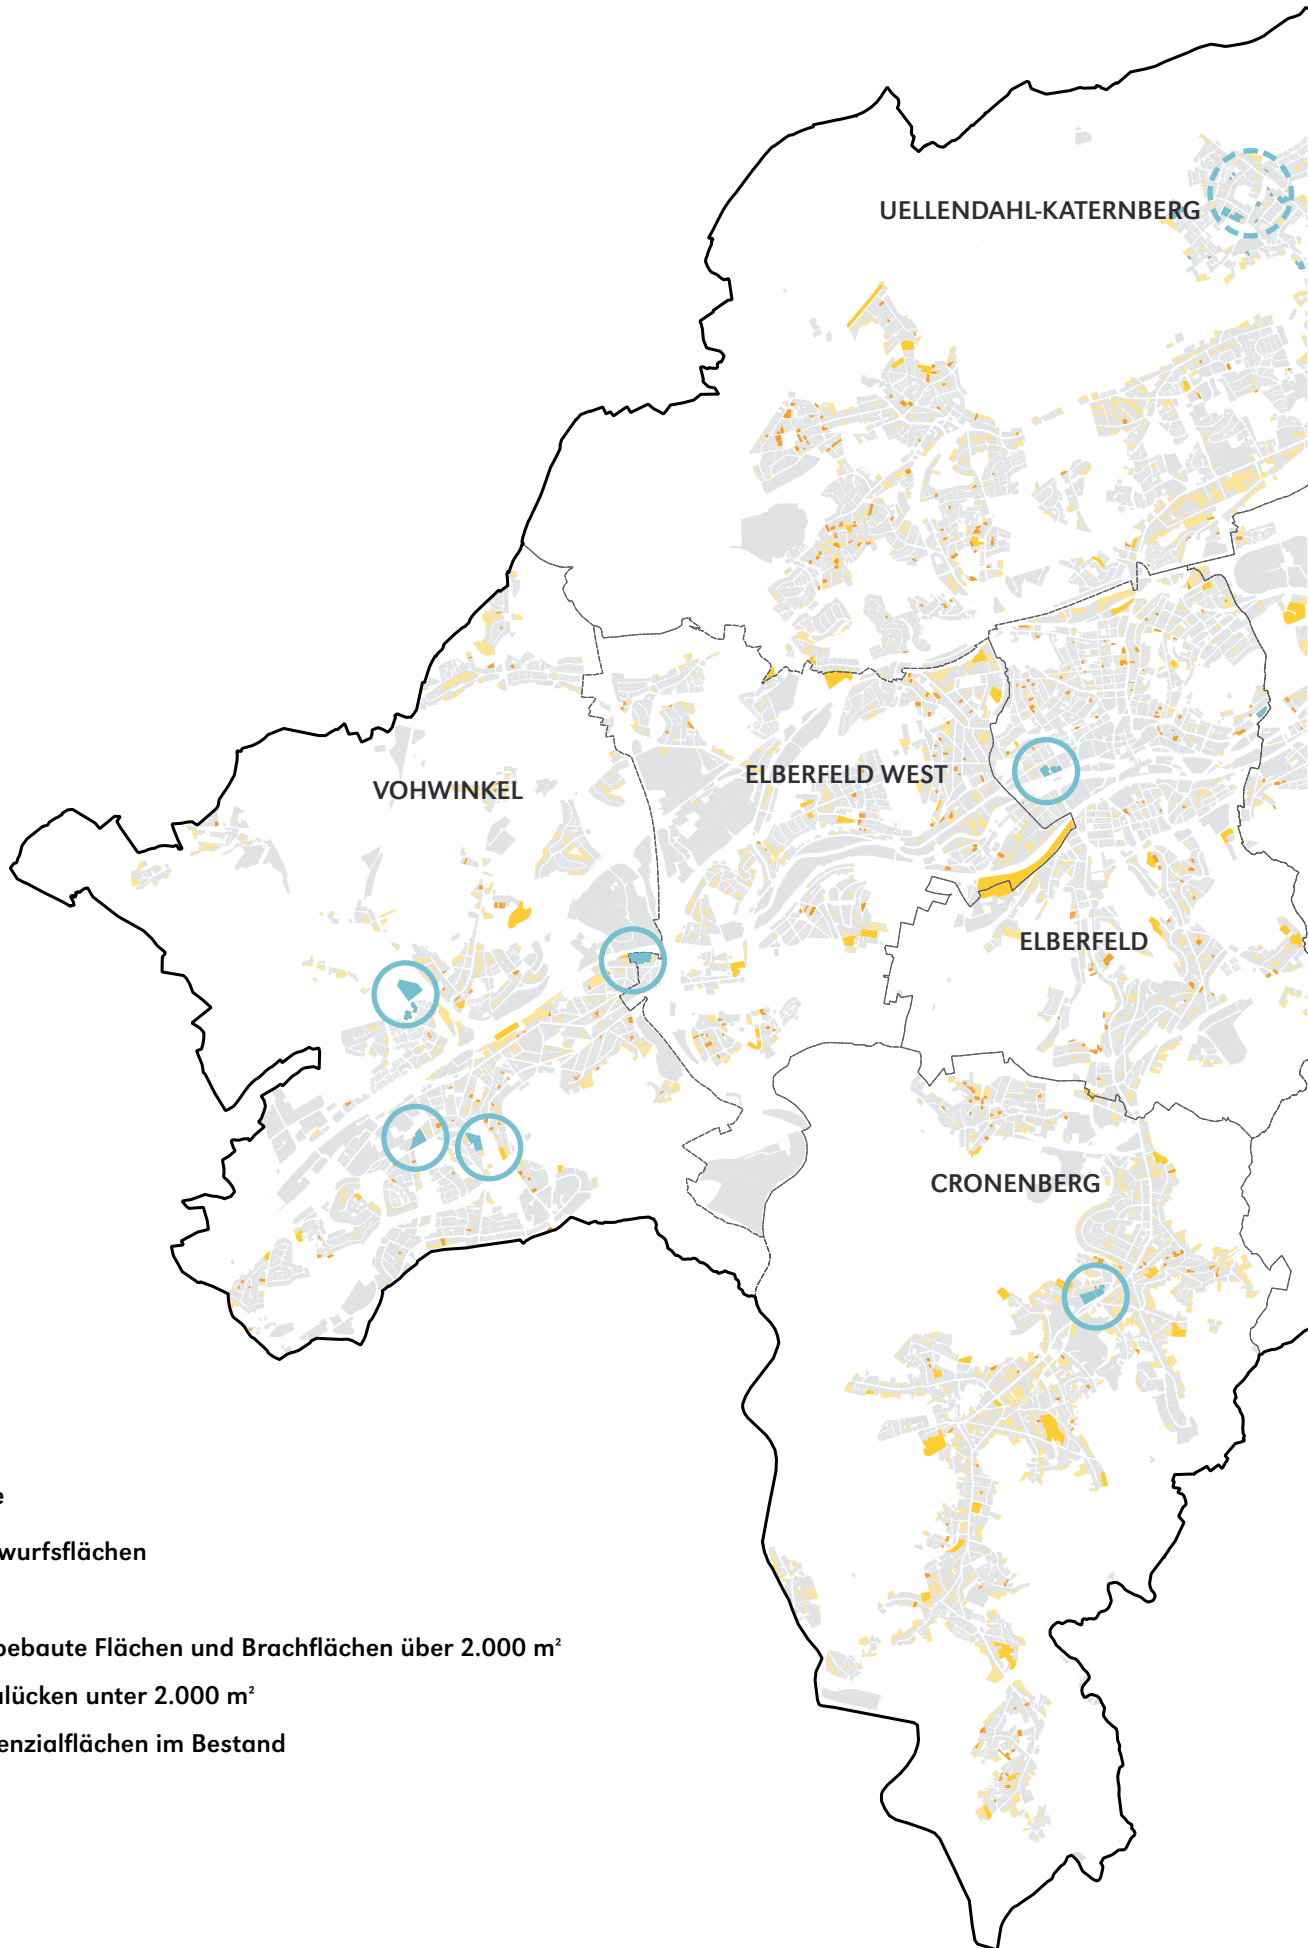 UELLENDAHL-KATERNBERG
VOHWINKEL
ELBERFELD WEST
ELBERFELD
CRONENBERG
e
wurfsflächen
bebaute Flächen und Brachflächen über 2.000 m²
ulücken unter 2.000 m²
enzialflächen im Bestand